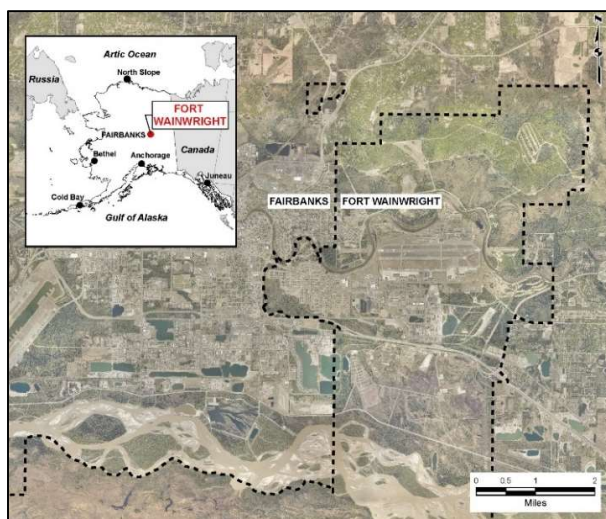 Artic Ocean
Russia
North Slope
FORT
WAINWRIGHT
FAIRBANKS
Bethel
Anchorage
Canada
Juneau
Cold Bay
Gulf of Alaska
FAIRBANKS
FORT WAINWRIGHT
0 0.5 1 2
Miles